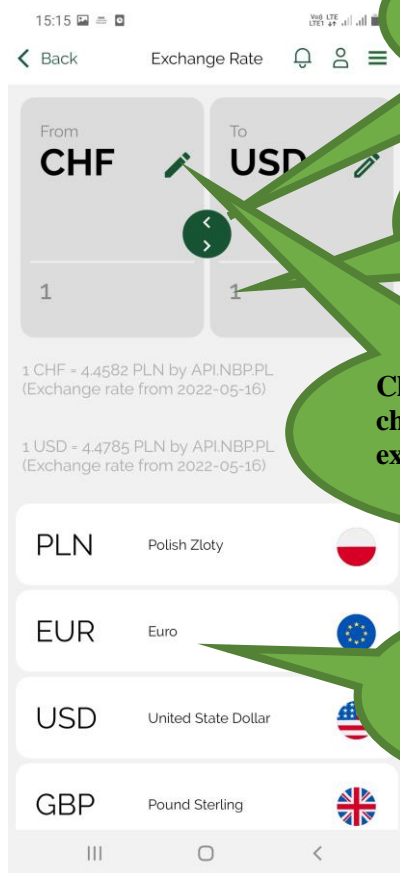 15:15
Back Exchange Rate
From To
CHF USD
1 1
1 CHF = 4.4582 PLN by API.NBP.PL
(Exchange rate from 2022-05-16)
1 USD = 4.4785 PLN by API.NBP.PL
(Exchange rate from 2022-05-16)
PLN Polish Zloty
EUR Euro
USD United State Dollar
GBP Pound Sterling